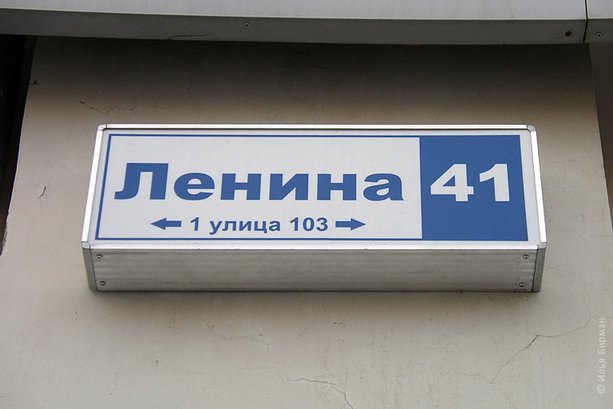 Ленина 41
← 1 улица 103 →
© Илья Бирман